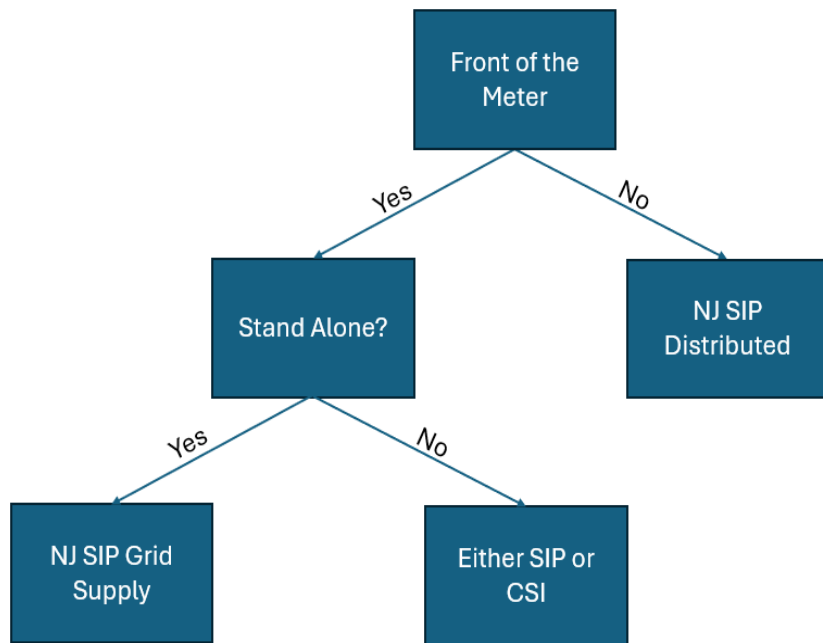 Front of the
Meter
Yes
No
Stand Alone?
NJ SIP
Distributed
Yes
No
NJ SIP Grid
Supply
Either SIP or
CSI